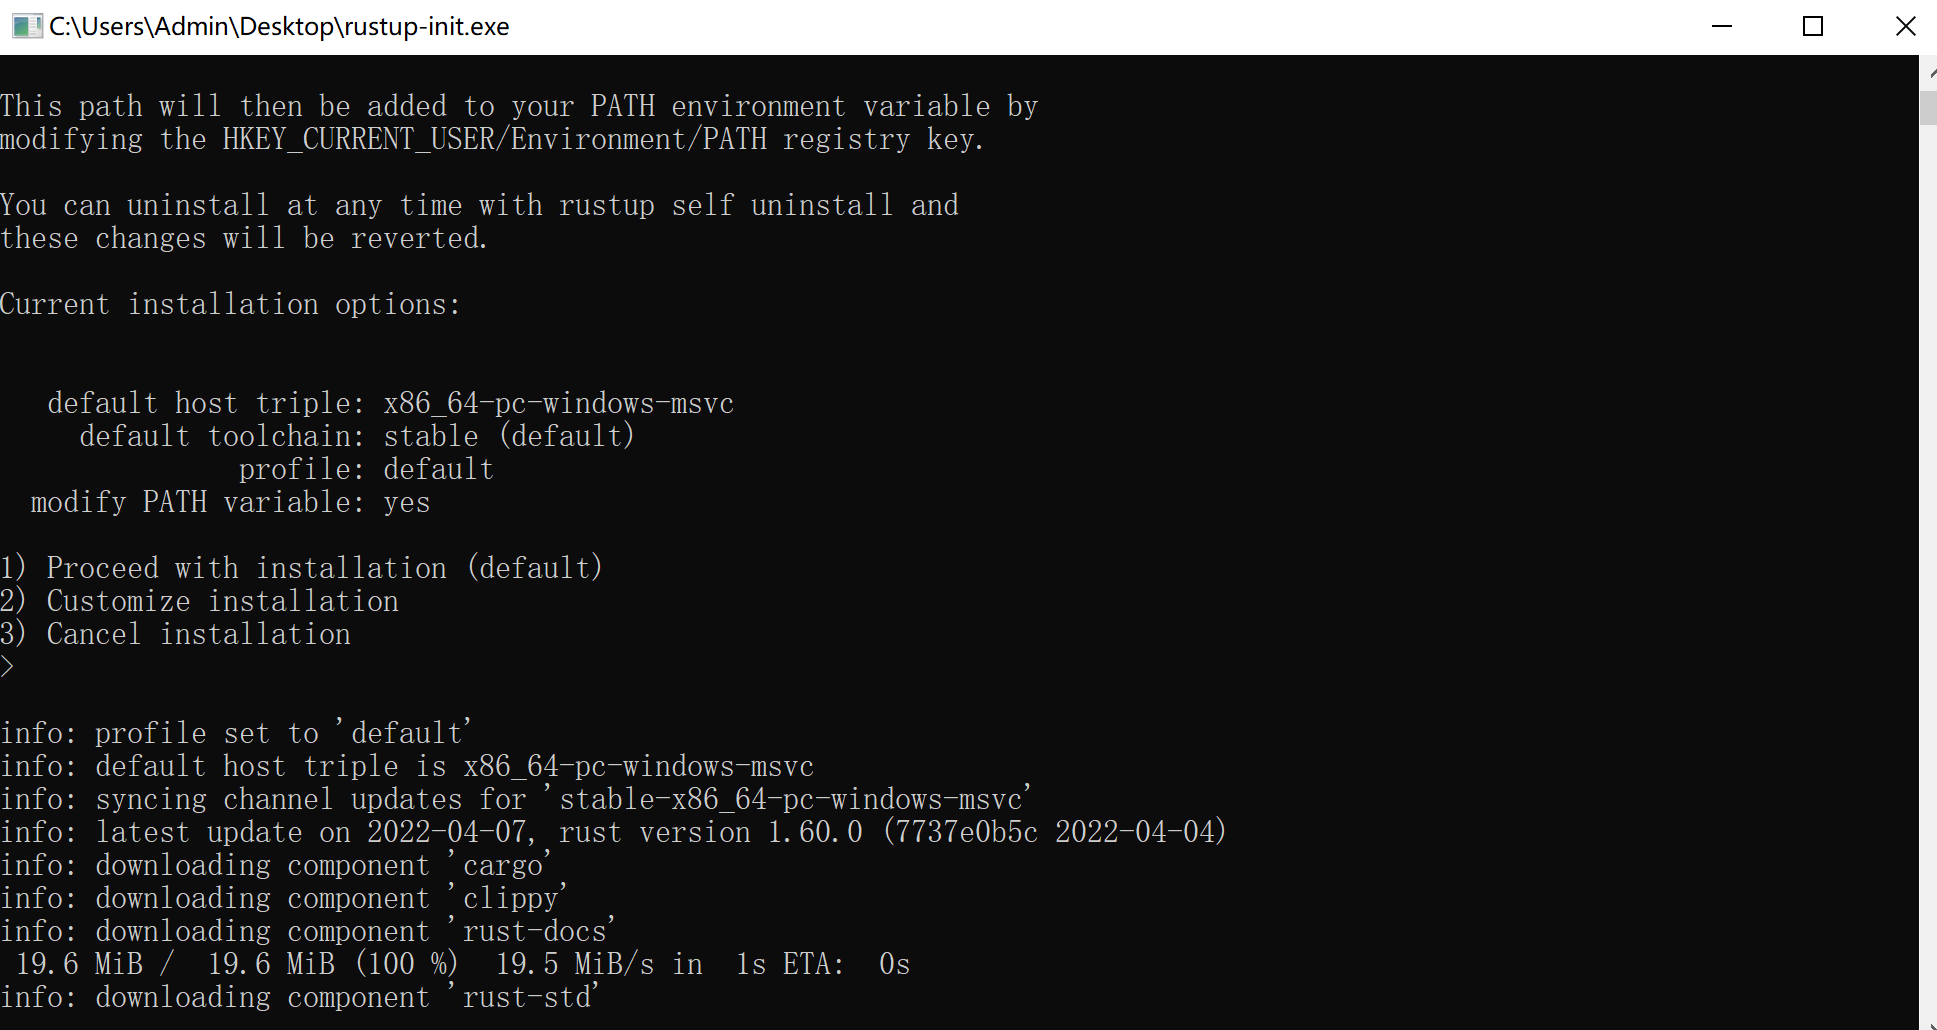 C:\Users\Admin\Desktop\rustup-init.exe
This path will then be added to your PATH environment variable by
modifying the HKEY_CURRENT_USER/Environment/PATH registry key.
You can uninstall at any time with rustup self uninstall and
these changes will be reverted.
Current installation options:
default host triple: x86_64-pc-windows-msvc
default toolchain: stable (default)
profile: default
modify PATH variable: yes
1) Proceed with installation (default)
2) Customize installation
3) Cancel installation
>
info: profile set to 'default'
info: default host triple is x86_64-pc-windows-msvc
info: syncing channel updates for 'stable-x86_64-pc-windows-msvc'
info: latest update on 2022-04-07, rust version 1.60.0 (7737e0b5c 2022-04-04)
info: downloading component 'cargo'
info: downloading component 'clippy'
info: downloading component 'rust-docs'
19.6 MiB / 19.6 MiB (100 %) 19.5 MiB/s in 1s ETA: 0s
info: downloading component 'rust-std'